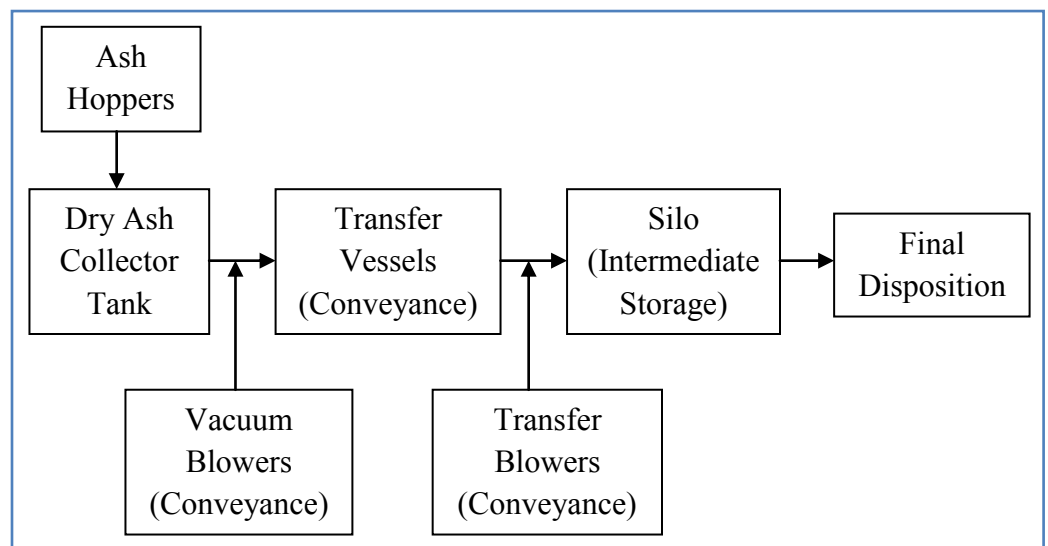 Ash
Hoppers
Dry Ash
Collector
Tank
Transfer
Vessels
(Conveyance)
Silo
(Intermediate
Storage)
Final
Disposition
Vacuum
Blowers
(Conveyance)
Transfer
Blowers
(Conveyance)